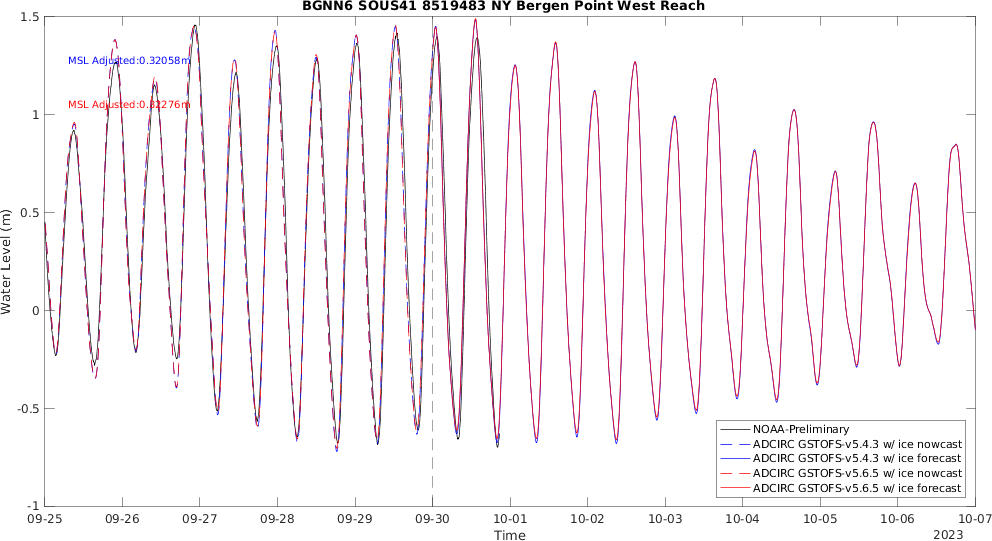 BGNN6 SOUS41 8519483 NY Bergen Point West Reach
1.5
MSL Adjusted:0.32058m
MSL Adjusted:0.32276m
1
0.5
0
-0.5
-1
Water Level (m)
NOAA-Preliminary
ADCIRC GSTOFS-v5.4.3 w/ ice nowcast
ADCIRC GSTOFS-v5.4.3 w/ ice forecast
ADCIRC GSTOFS-v5.6.5 w/ ice nowcast
ADCIRC GSTOFS-v5.6.5 w/ ice forecast
09-25 09-26 09-27 09-28 09-29 09-30 10-01 10-02 10-03 10-04 10-05 10-06 10-07
Time
2023